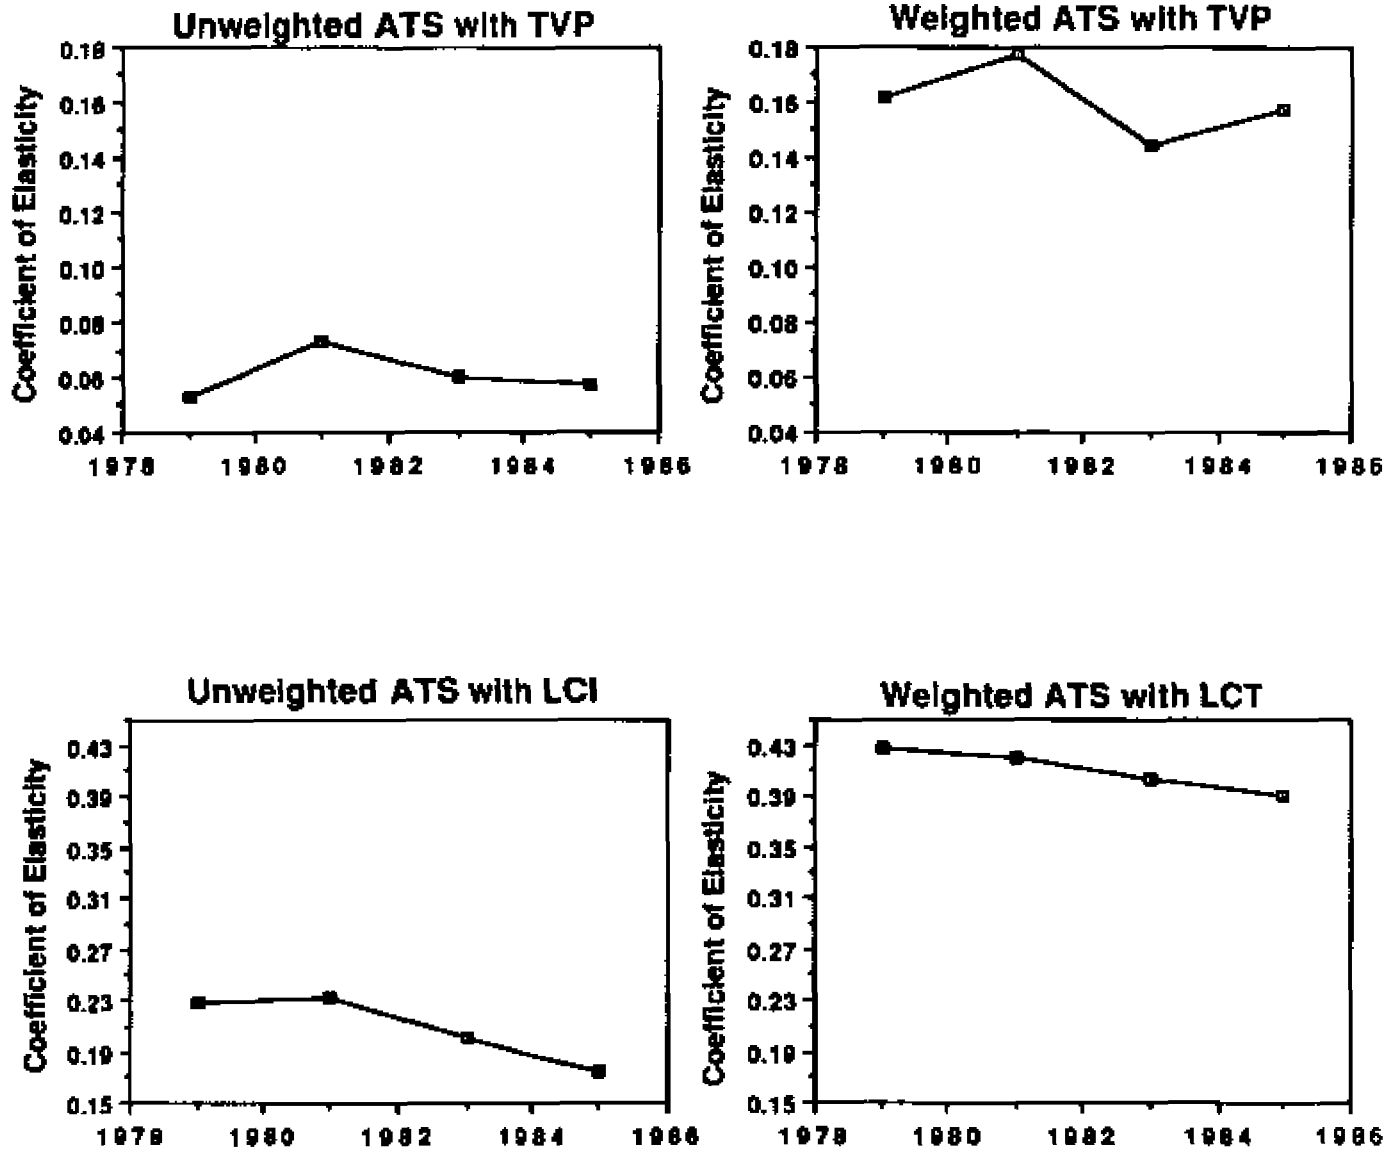 Unweighted ATS with TVP
Coefficient of Elasticity
0.18
0.16
0.14
0.12
0.10
0.08
0.06
0.04
1978 1980 1982 1984 1986
Weighted ATS with TVP
Coefficient of Elasticity
0.18
0.16
0.14
0.12
0.10
0.08
0.06
0.04
1978 1980 1982 1984 1986
Unweighted ATS with LCI
Coefficient of Elasticity
0.43
0.39
0.35
0.31
0.27
0.23
0.19
0.15
1978 1980 1982 1984 1986
Weighted ATS with LCT
Coefficient of Elasticity
0.43
0.39
0.35
0.31
0.27
0.23
0.19
0.15
1978 1980 1982 1984 1986